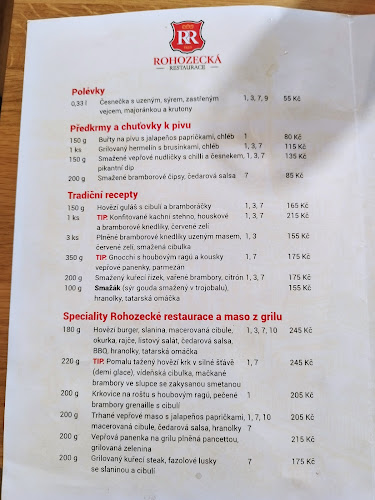 RR
ROHOZECKÁ
RESTAURACE
Polévky
0,33 l Česnečka s uzeným, sýrem, zastřeným 1, 3, 7, 9 55 Kč
vejcem, majoránkou a krutony
Předkrmy a chuťovky k pivu
150 g Buřty na pivu s jalapeños papričkami, chléb 1 80 Kč
1 ks Grilovaný hermelín s brusinkami, chléb 1, 3, 7 115 Kč
150 g Smažené vepřové nudličky s chilli a česnekem, 1, 3, 7 135 Kč
pikantní dip
200 g Smažené bramborové čipsy, čedarová salsa 7 85 Kč
Tradiční recepty
150 g Hovězí guláš s cibulí a bramboráčky 1, 3, 7 165 Kč
1 ks TIP: Konfitované kachní stehno, houskové 1, 3, 7 215 Kč
a bramborové knedlíky, červené zelí
3 ks Plněné bramborové knedlíky uzeným masem, 1, 3 155 Kč
červené zelí, smažená cibulka
350 g TIP: Gnocchi s houbovým ragú a kousky 1, 7 175 Kč
vepřové panenky, parmezán
200 g Smažený kuřecí řízek, vařené brambory, citrón 1, 3, 7 175 Kč
100 g Smažák (sýr gouda smažený v trojobalu), 155 Kč
hranolky, tatarská omáčka
Speciality Rohozecké restaurace a maso z grilu
180 g Hovězí burger, slanina, macerovaná cibule, 1, 3, 7, 10 245 Kč
okurka, rajče, listový salát, čedarová salsa,
BBQ, hranolky, tatarská omáčka
220 g TIP: Pomalu tažený hovězí krk v silné šťávě 1, 7 245 Kč
(demi glace), vídeňská cibulka, mačkané
brambory ve slupce se zakysanou smetanou
200 g Krkovice na roštu s houbovým ragú, pečené 1 205 Kč
brambory grenaille s cibulí
200 g Trhané vepřové maso s jalapeños papričkami, 1, 7, 10 205 Kč
macerovaná cibule, čedarová salsa, hranolky 7
200 g Vepřová panenka na grilu plněná pancettou, 215 Kč
grilovaná zelenina
200 g Grilovaný kuřecí steak, fazolové lusky 7 175 Kč
se slaninou a cibulí